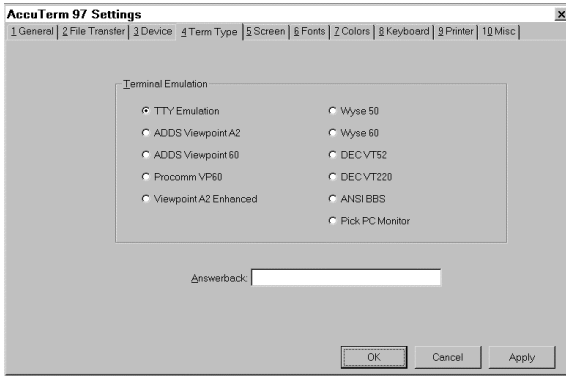 AccuTerm 97 Settings
1 General 2 File Transfer 3 Device 4 Term Type 5 Screen 6 Fonts 7 Colors 8 Keyboard 9 Printer 10 Misc
Terminal Emulation
TTY Emulation
ADDS Viewpoint A2
ADDS Viewpoint 60
Procomm VP60
Viewpoint A2 Enhanced
Wyse 50
Wyse 60
DEC VT52
DEC VT220
ANSI BBS
Pick PC Monitor
Answerback:
OK Cancel Apply